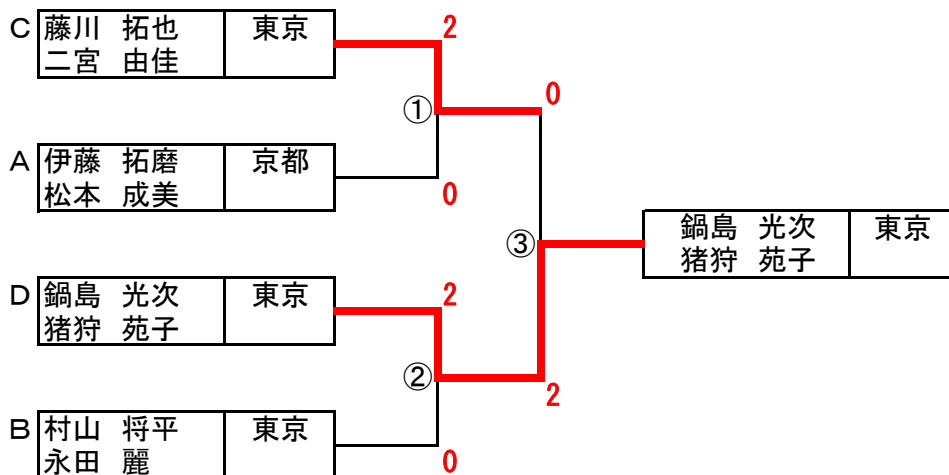 C 藤川 拓也 東京 2
二宮 由佳
① 0
A 伊藤 拓磨 京都
松本 成美 0
③ 鍋島 光次 東京
猪狩 苑子
D 鍋島 光次 東京 2
猪狩 苑子
② 2
B 村山 将平 東京
永田 麗 0